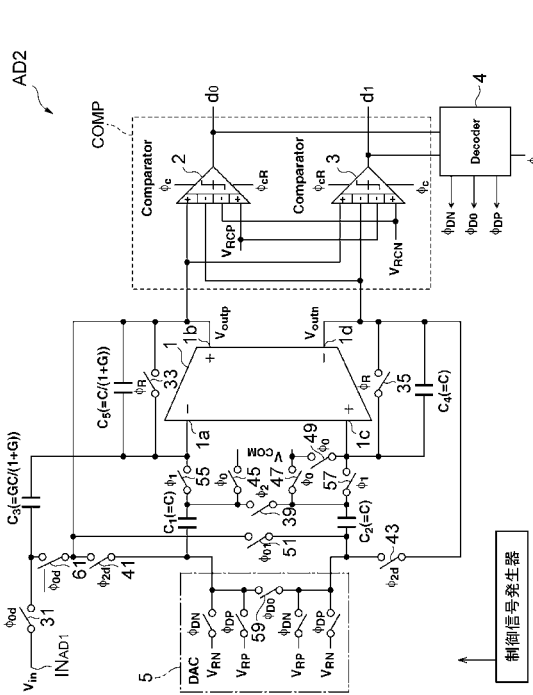 AD2
COMP
Comparator
2
φc
φcR
d0
Comparator
3
φcR
φc
d1
VRCP
VRCN
4
Decoder
φDN
φD0
φDP
C5(=C/(1+G))
φR
33
1
1b
Voutp
+
−
1a
1c
+
−
1d
Voutn
φR
35
C4(=C)
C3(=GC/(1+G))
φ1
55
φ0
45
VCOM
φ2
39
47
φ0
49
φ0
57
φ1
C1(=C)
C2(=C)
φ01
51
43
φ2d
φ0d
61
φ2d
41
φ0d
31
Vin
INAD1
5
DAC
φDN
φDP
59
φD0
φDN
φDP
VRN
VRP
VRP
VRN
制御信号発生器